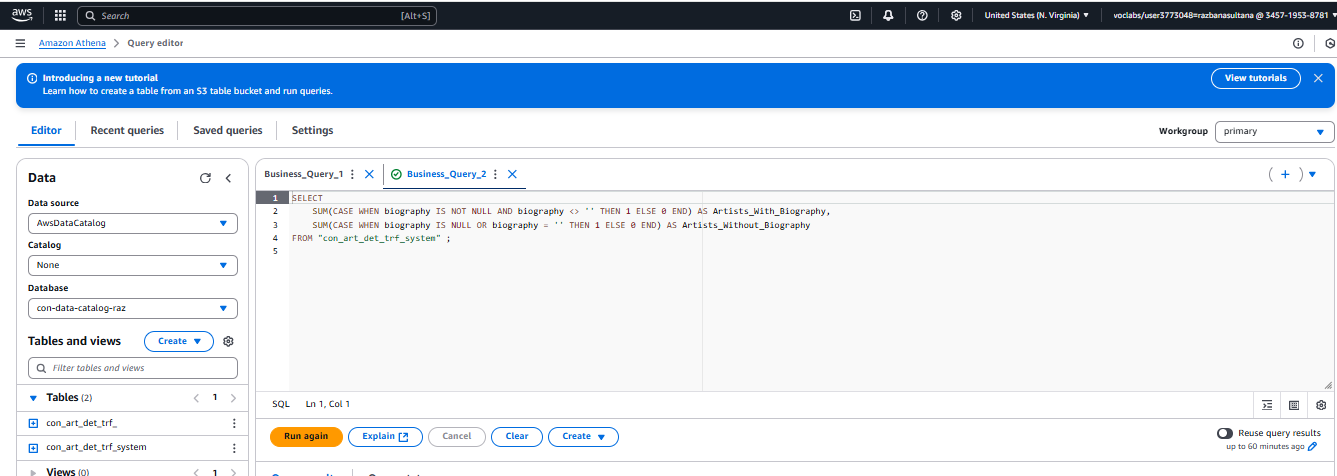 aws Search [Alt+S] United States (N. Virginia) voclabs/user3773048=razbanasultana @ 3457-1953-8781
Amazon Athena Query editor
Introducing a new tutorial
Learn how to create a table from an S3 table bucket and run queries.
View tutorials
Editor Recent queries Saved queries Settings
Workgroup primary
Data
Data source
AwsDataCatalog
Catalog
None
Database
con-data-catalog-raz
Tables and views Create
Filter tables and views
Tables (2) 1
con_art_det_trf_
con_art_det_trf_system
Views (0) 1
Business_Query_1 Business_Query_2
1 SELECT
2 SUM(CASE WHEN biography IS NOT NULL AND biography <> '' THEN 1 ELSE 0 END) AS Artists_With_Biography,
3 SUM(CASE WHEN biography IS NULL OR biography = '' THEN 1 ELSE 0 END) AS Artists_Without_Biography
4 FROM "con_art_det_trf_system" ;
5
SQL Ln 1, Col 1
Run again Explain Cancel Clear Create
Reuse query results
up to 60 minutes ago